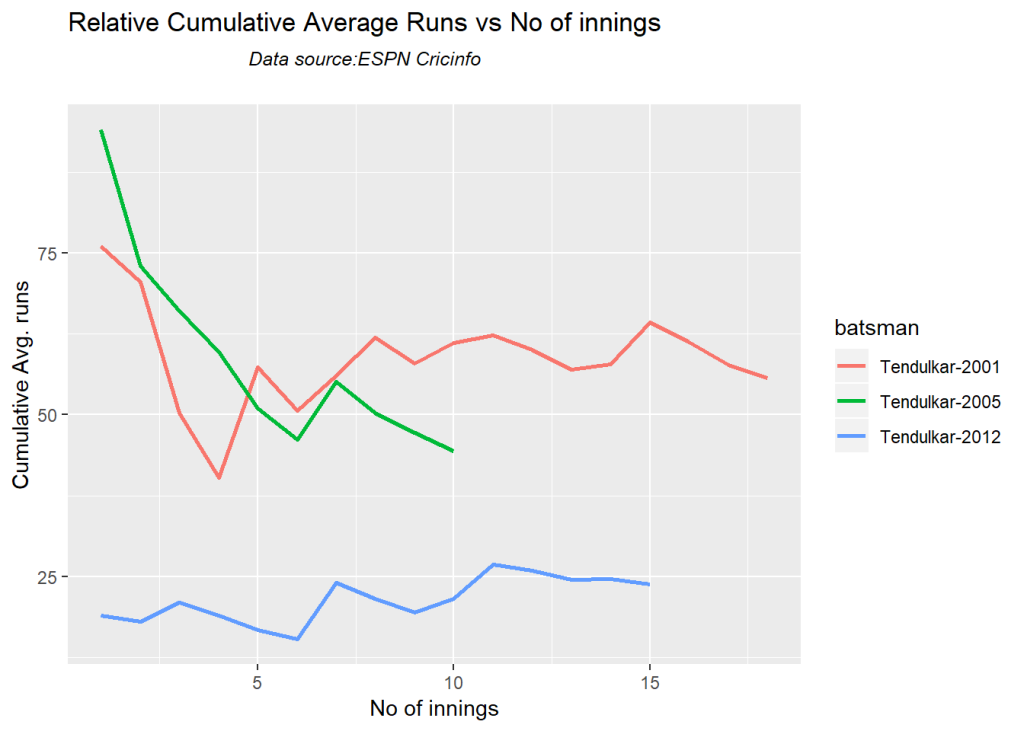 Relative Cumulative Average Runs vs No of innings
Data source:ESPN Cricinfo
Cumulative Avg. runs
75
50
25
5 10 15
No of innings
batsman
Tendulkar-2001
Tendulkar-2005
Tendulkar-2012